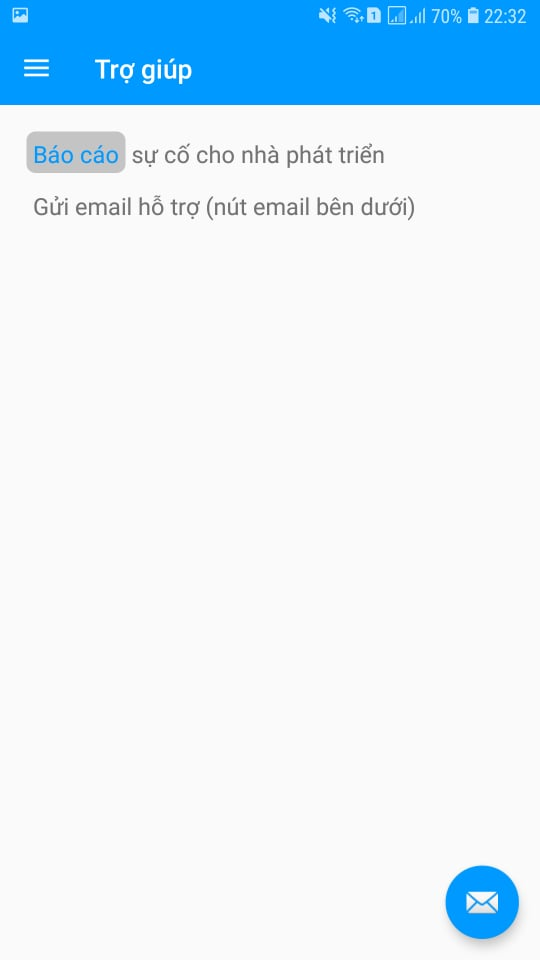 1 70% 22:32
Trợ giúp
Báo cáo sự cố cho nhà phát triển
Gửi email hỗ trợ (nút email bên dưới)